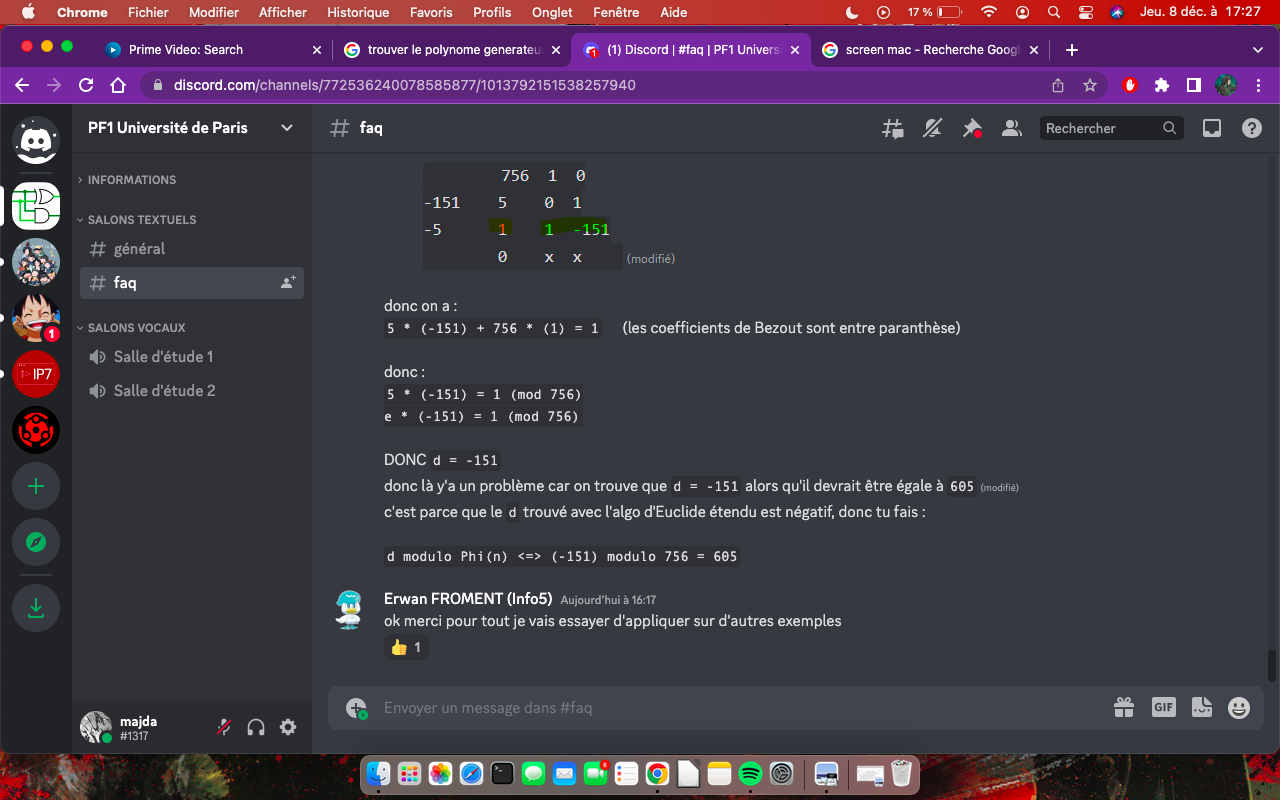 Chrome Fichier Modifier Afficher Historique Favoris Profils Onglet Fenêtre Aide 17 % Jeu. 8 déc. à 17:27
Prime Video: Search trouver le polynome generateu (1) Discord | #faq | PF1 Universi screen mac - Recherche Googl
discord.com/channels/772536240078585877/1013792151538257940
PF1 Université de Paris # faq Rechercher
INFORMATIONS
SALONS TEXTUELS
# général
# faq
SALONS VOCAUX
Salle d'étude 1
Salle d'étude 2
1
IP7
majda
#1317
756 1 0
-151 5 0 1
-5 1 1 -151
0 x x (modifié)
donc on a :
5 * (-151) + 756 * (1) = 1 (les coefficients de Bezout sont entre paranthèse)
donc :
5 * (-151) = 1 (mod 756)
e * (-151) = 1 (mod 756)
DONC d = -151
donc là y'a un problème car on trouve que d = -151 alors qu'il devrait être égale à 605 (modifié)
c'est parce que le d trouvé avec l'algo d'Euclide étendu est négatif, donc tu fais :
d modulo Phi(n) <=> (-151) modulo 756 = 605
Erwan FROMENT (Info5) Aujourd'hui à 16:17
ok merci pour tout je vais essayer d'appliquer sur d'autres exemples
👍 1
Envoyer un message dans #faq
GIF